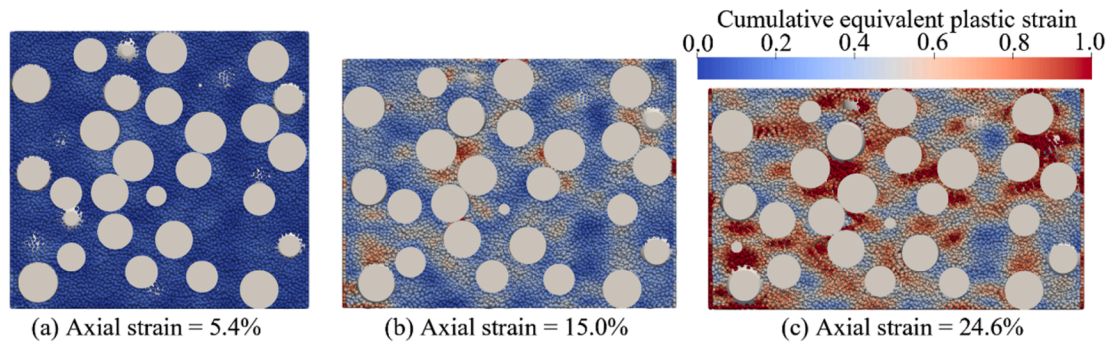 Cumulative equivalent plastic strain
0.0 0.2 0.4 0.6 0.8 1.0
(a) Axial strain = 5.4%
(b) Axial strain = 15.0%
(c) Axial strain = 24.6%